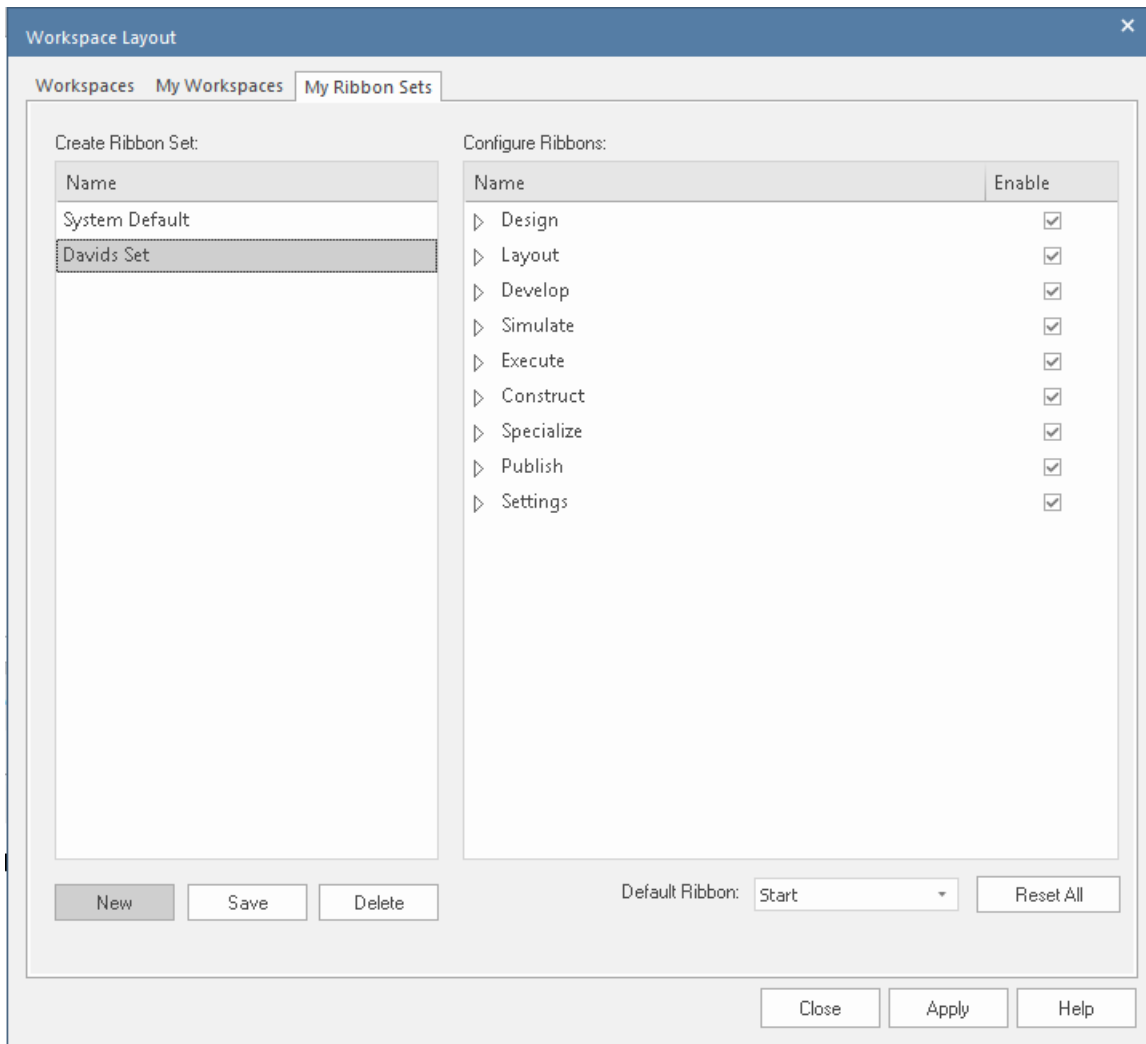 Workspace Layout
Workspaces My Workspaces My Ribbon Sets
Create Ribbon Set:
Name
System Default
Davids Set
New Save Delete
Configure Ribbons:
Name Enable
Design
Layout
Develop
Simulate
Execute
Construct
Specialize
Publish
Settings
Default Ribbon: Start Reset All
Close Apply Help